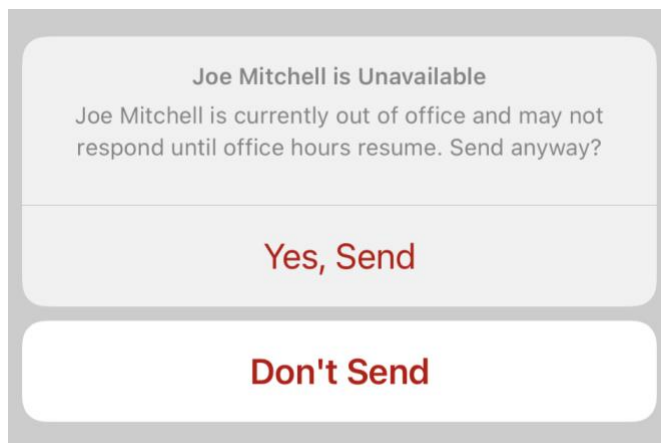 Joe Mitchell is Unavailable
Joe Mitchell is currently out of office and may not
respond until office hours resume. Send anyway?
Yes, Send
Don't Send